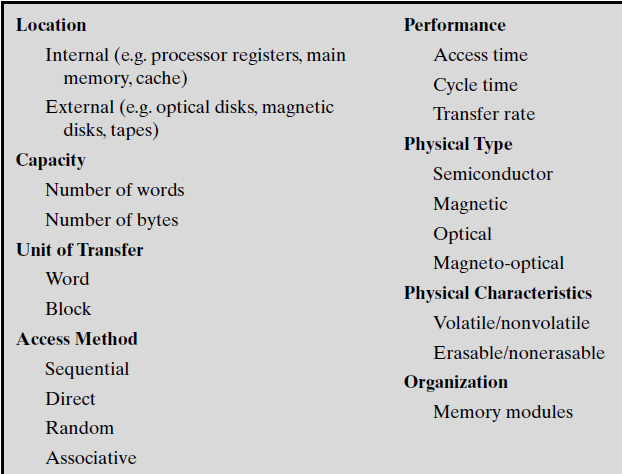 Location
Internal (e.g. processor registers, main
memory, cache)
External (e.g. optical disks, magnetic
disks, tapes)
Capacity
Number of words
Number of bytes
Unit of Transfer
Word
Block
Access Method
Sequential
Direct
Random
Associative
Performance
Access time
Cycle time
Transfer rate
Physical Type
Semiconductor
Magnetic
Optical
Magneto-optical
Physical Characteristics
Volatile/nonvolatile
Erasable/nonerasable
Organization
Memory modules